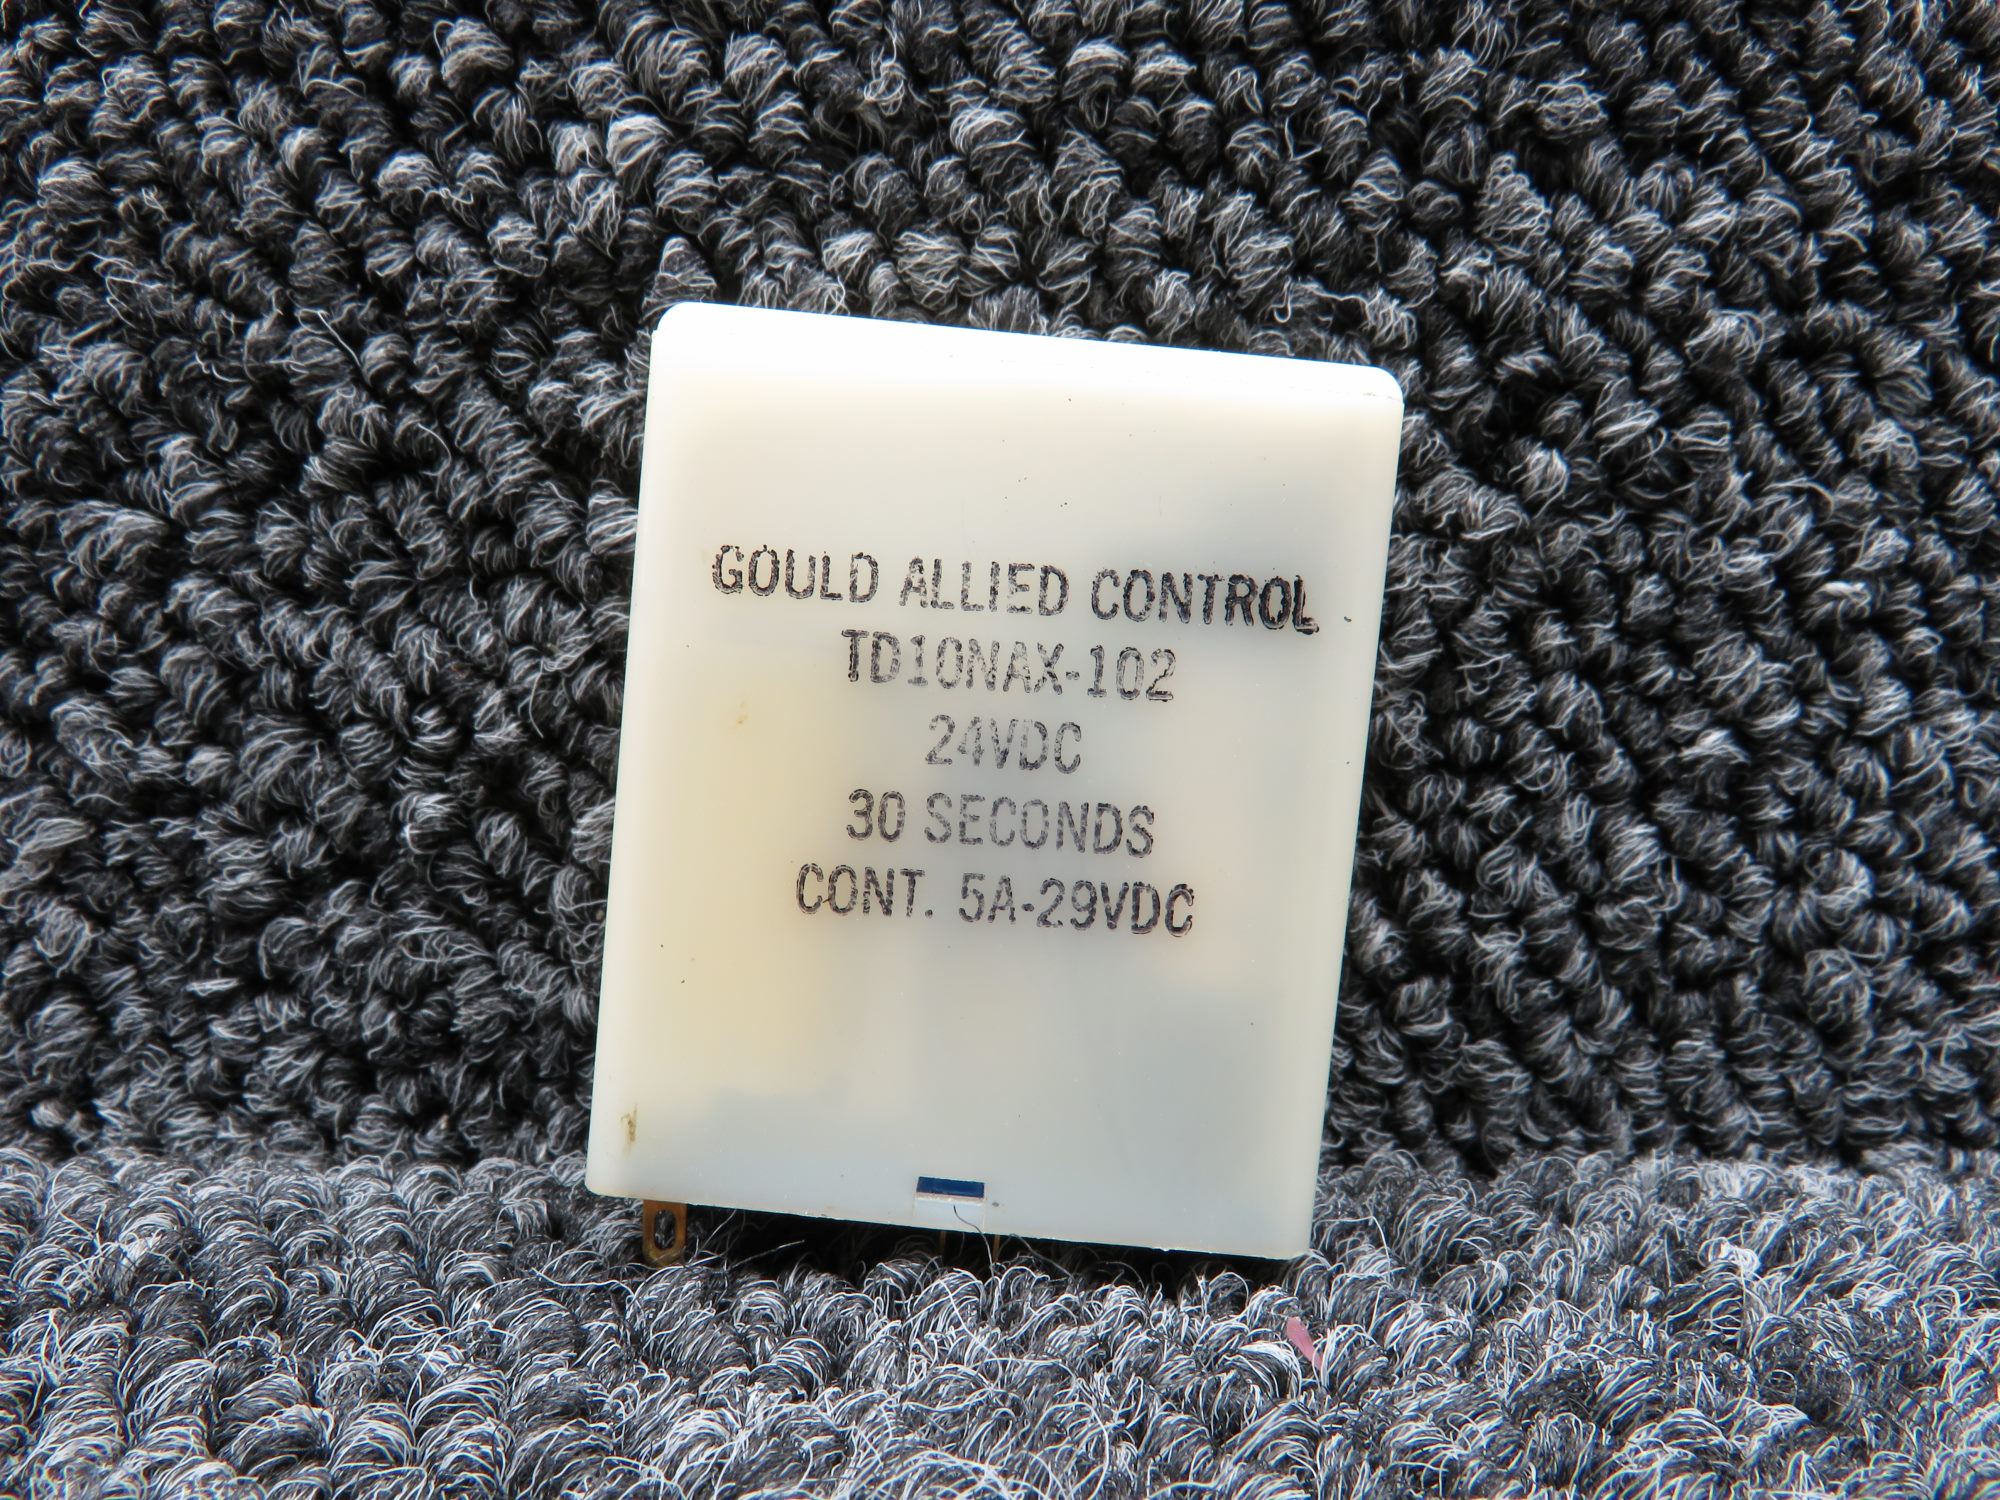 GOULD ALLIED CONTROL
TD10NAX-102
24VDC
30 SECONDS
CONT. 5A-29VDC